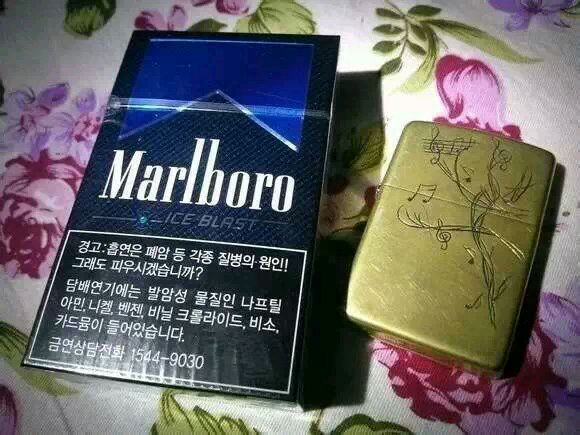 Marlboro
ICE BLAST
경고: 흡연은 폐암 등 각종 질병의 원인!
그래도 피우시겠습니까?
담배연기에는 발암성 물질인 나프틸
아민, 니켈, 벤젠, 비닐 크롤라이드, 비소,
카드뮴이 들어있습니다.
금연상담전화 1544-9030